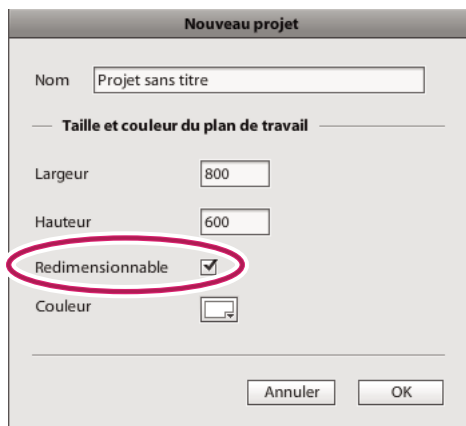 Nouveau projet
Nom Projet sans titre
Taille et couleur du plan de travail
Largeur 800
Hauteur 600
Redimensionnable
Couleur
Annuler OK